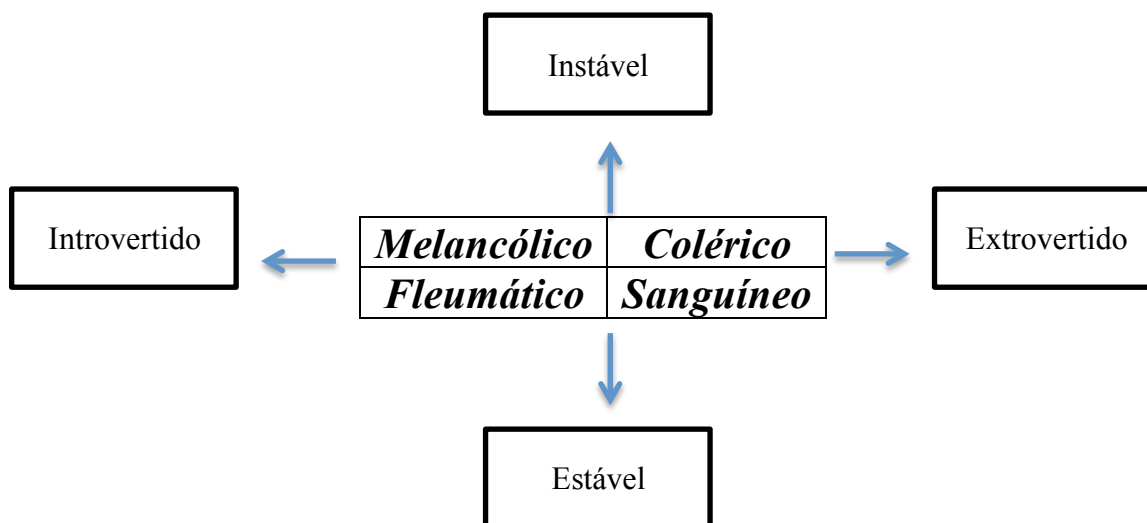 Instável
Introvertido
Melancólico Colérico
Extrovertido
Fleumático Sanguíneo
Estável